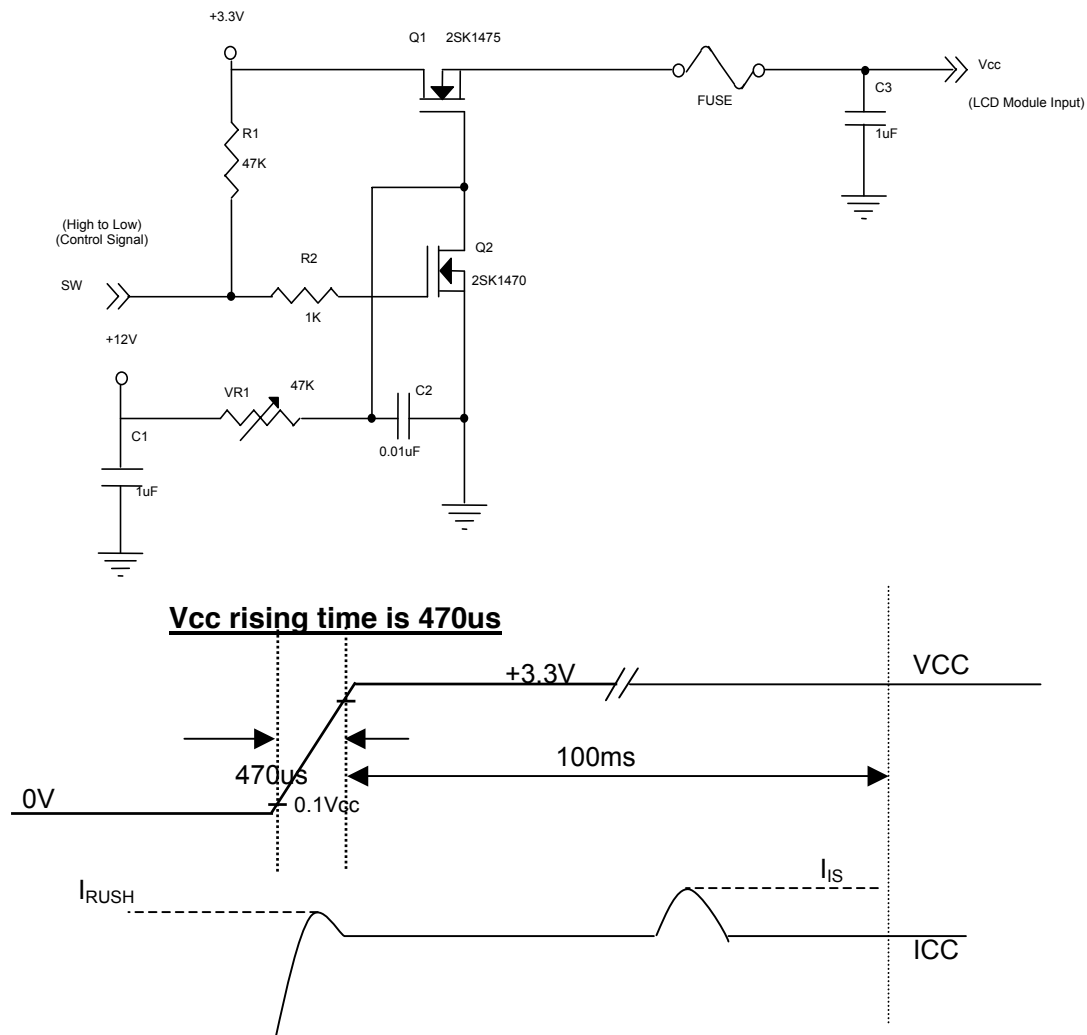 +3.3V
Q1 2SK1475
Vcc
FUSE
C3
(LCD Module Input)
R1
1uF
47K
(High to Low)
(Control Signal)
Q2
R2
SW
2SK1470
1K
+12V
VR1
47K
C2
C1
0.01uF
1uF
Vcc rising time is 470us
VCC
+3.3V
100ms
470us
0V
0.1Vcc
IIS
IRUSH
ICC